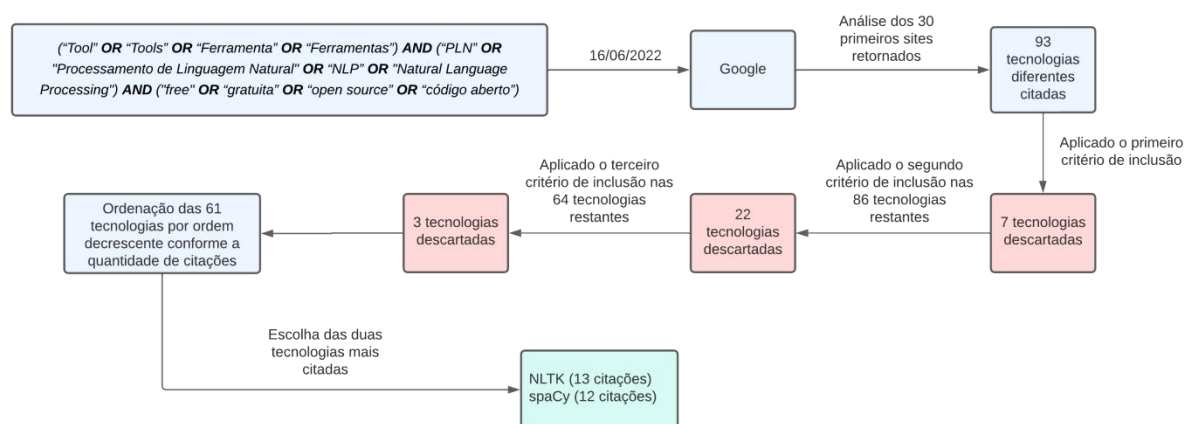 ("Tool" OR “Tools” OR “Ferramenta” OR “Ferramentas”) AND (“PLN” OR
"Processamento de Linguagem Natural" OR “NLP” OR "Natural Language
Processing") AND ("free" OR “gratuita” OR “open source” OR “código aberto”)
16/06/2022
Google
Análise dos 30
primeiros sites
retornados
93
tecnologias
diferentes
citadas
Aplicado o primeiro
critério de inclusão
7 tecnologias
descartadas
Aplicado o segundo
critério de inclusão nas
86 tecnologias
restantes
22
tecnologias
descartadas
Aplicado o terceiro
critério de inclusão nas
64 tecnologias
restantes
3 tecnologias
descartadas
Ordenação das 61
tecnologias por ordem
decrescente conforme a
quantidade de citações
Escolha das duas
tecnologias mais
citadas
NLTK (13 citações)
spaCy (12 citações)